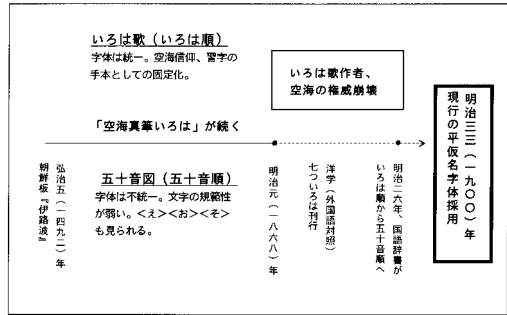 いろは歌（いろは順）
字体は統一。空海信仰、習字の
手本としての固定化。
いろは歌作者、
空海の権威崩壊
「空海真筆いろは」が続く
五十音図（五十音順）
字体は不統一。文字の規範性
が弱い。＜え＞＜お＞＜そ＞
も見られる。
弘治五（一四九二）年
朝鮮板『伊路波』
明治元（一八六八）年
洋学（外国語対照）
七ついろは刊行
明治二六年、国語辞書が
いろは順から五十音順へ
明治三三（一九〇〇）年
現行の平仮名字体採用